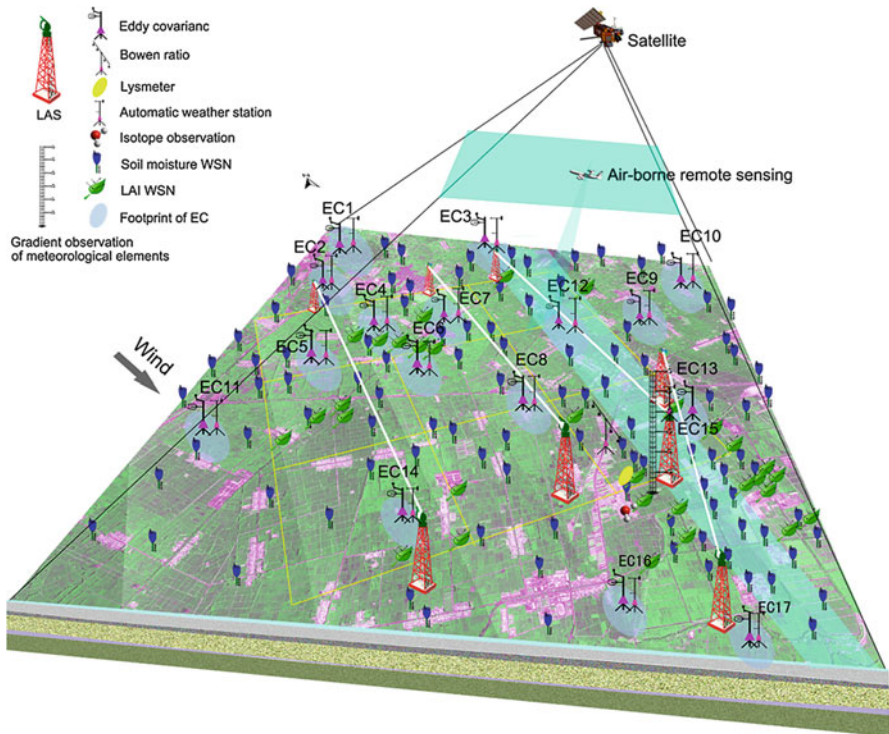 Eddy covarianc
Bowen ratio
Lysmeter
Automatic weather station
Isotope observation
Soil moisture WSN
LAI WSN
Footprint of EC
LAS
Gradient observation
of meteorological elements
Satellite
Air-borne remote sensing
Wind
EC1
EC2
EC3
EC4
EC5
EC6
EC7
EC8
EC9
EC10
EC11
EC12
EC13
EC14
EC15
EC16
EC17